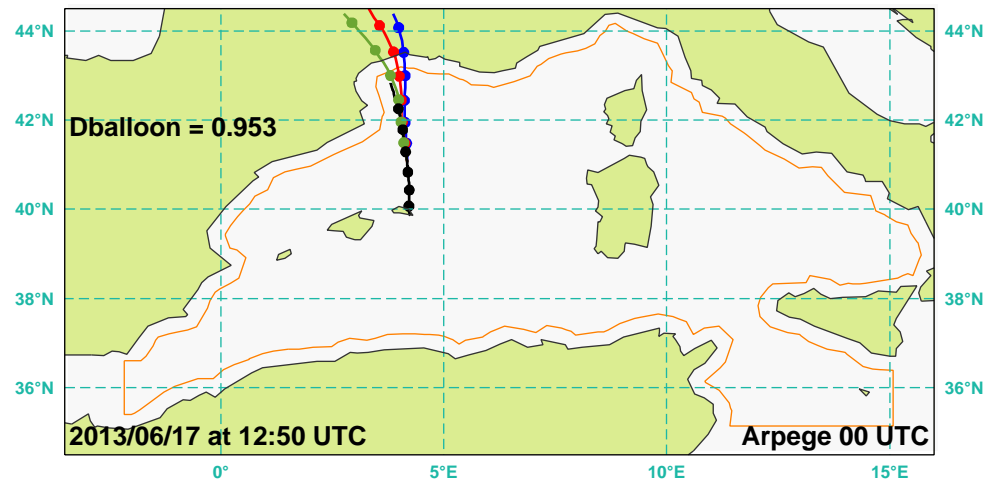 44°N 44°N
42°N 42°N
Dballoon = 0.953
40°N 40°N
38°N 38°N
36°N 36°N
2013/06/17 at 12:50 UTC Arpege 00 UTC
0° 5°E 10°E 15°E